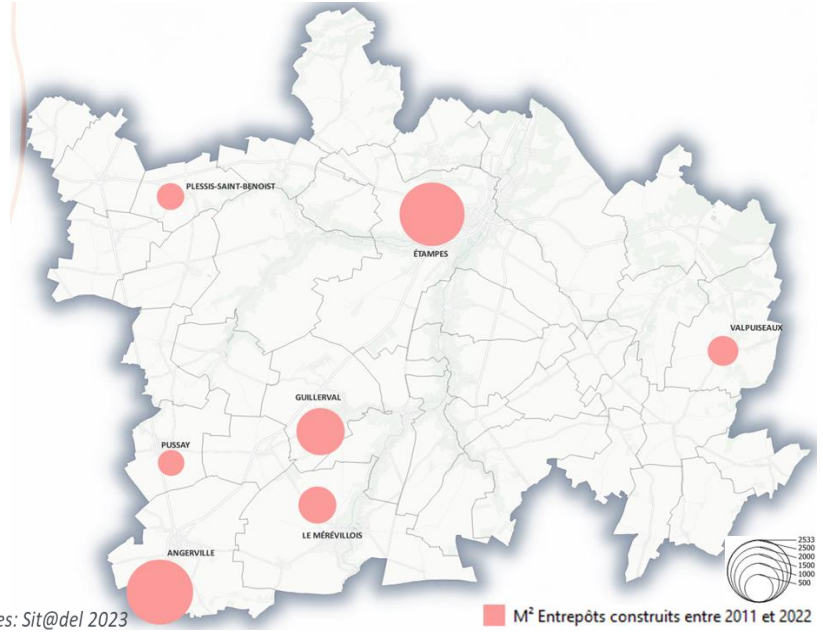 PLESSIS-SAINT-BENOIST
ÉTAMPES
VALPUISEAUX
GUILLERVAL
PUSSAY
LE MÉRÉVILLOIS
ANGERVILLE
2533
2500
2000
1500
1000
500
es: Sit@del 2023
M² Entrepôts construits entre 2011 et 2022